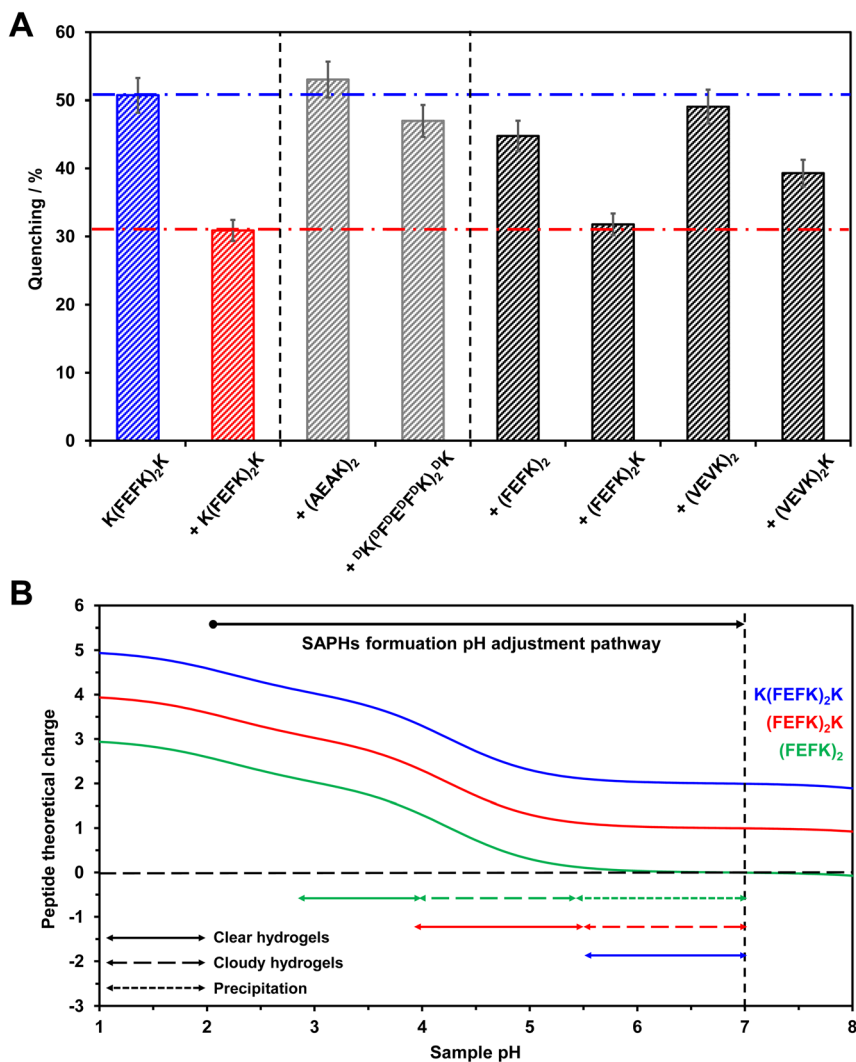 A
60
50
40
30
20
10
0
Quenching / %
K(FEFK)₂K
+ K(FEFK)₂K
+ (AEAK)₂
+ ᴰK(ᴰFᴰEᴰFᴰK)₂ᴰK
+ (FEFK)₂
+ (FEFK)₂K
+ (VEVK)₂
+ (VEVK)₂K
B
6
5
4
3
2
1
0
-1
-2
-3
Peptide theoretical charge
SAPHs formuation pH adjustment pathway
K(FEFK)₂K
(FEFK)₂K
(FEFK)₂
Clear hydrogels
Cloudy hydrogels
Precipitation
1 2 3 4 5 6 7 8
Sample pH